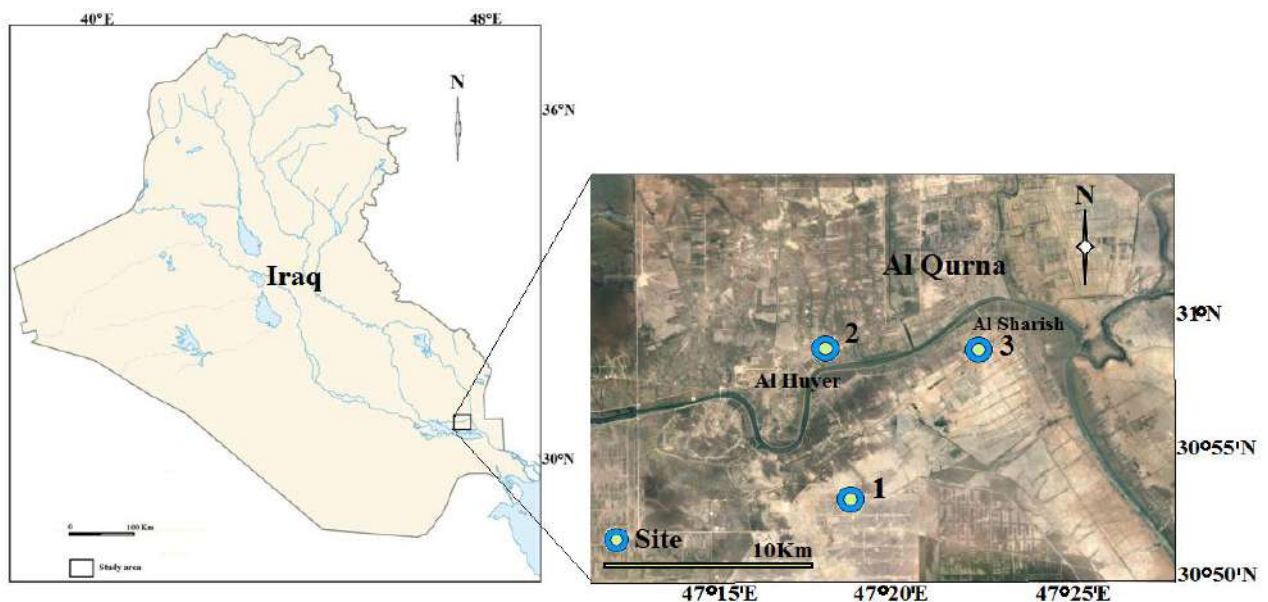 40°E
48°E
N
36°N
Iraq
30°N
0 100 Km
Study area
N
Al Qurna
31°N
Al Sharish
2
3
Al Huyer
30°55'N
1
Site
10Km
30°50'N
47°15'E 47°20'E 47°25'E